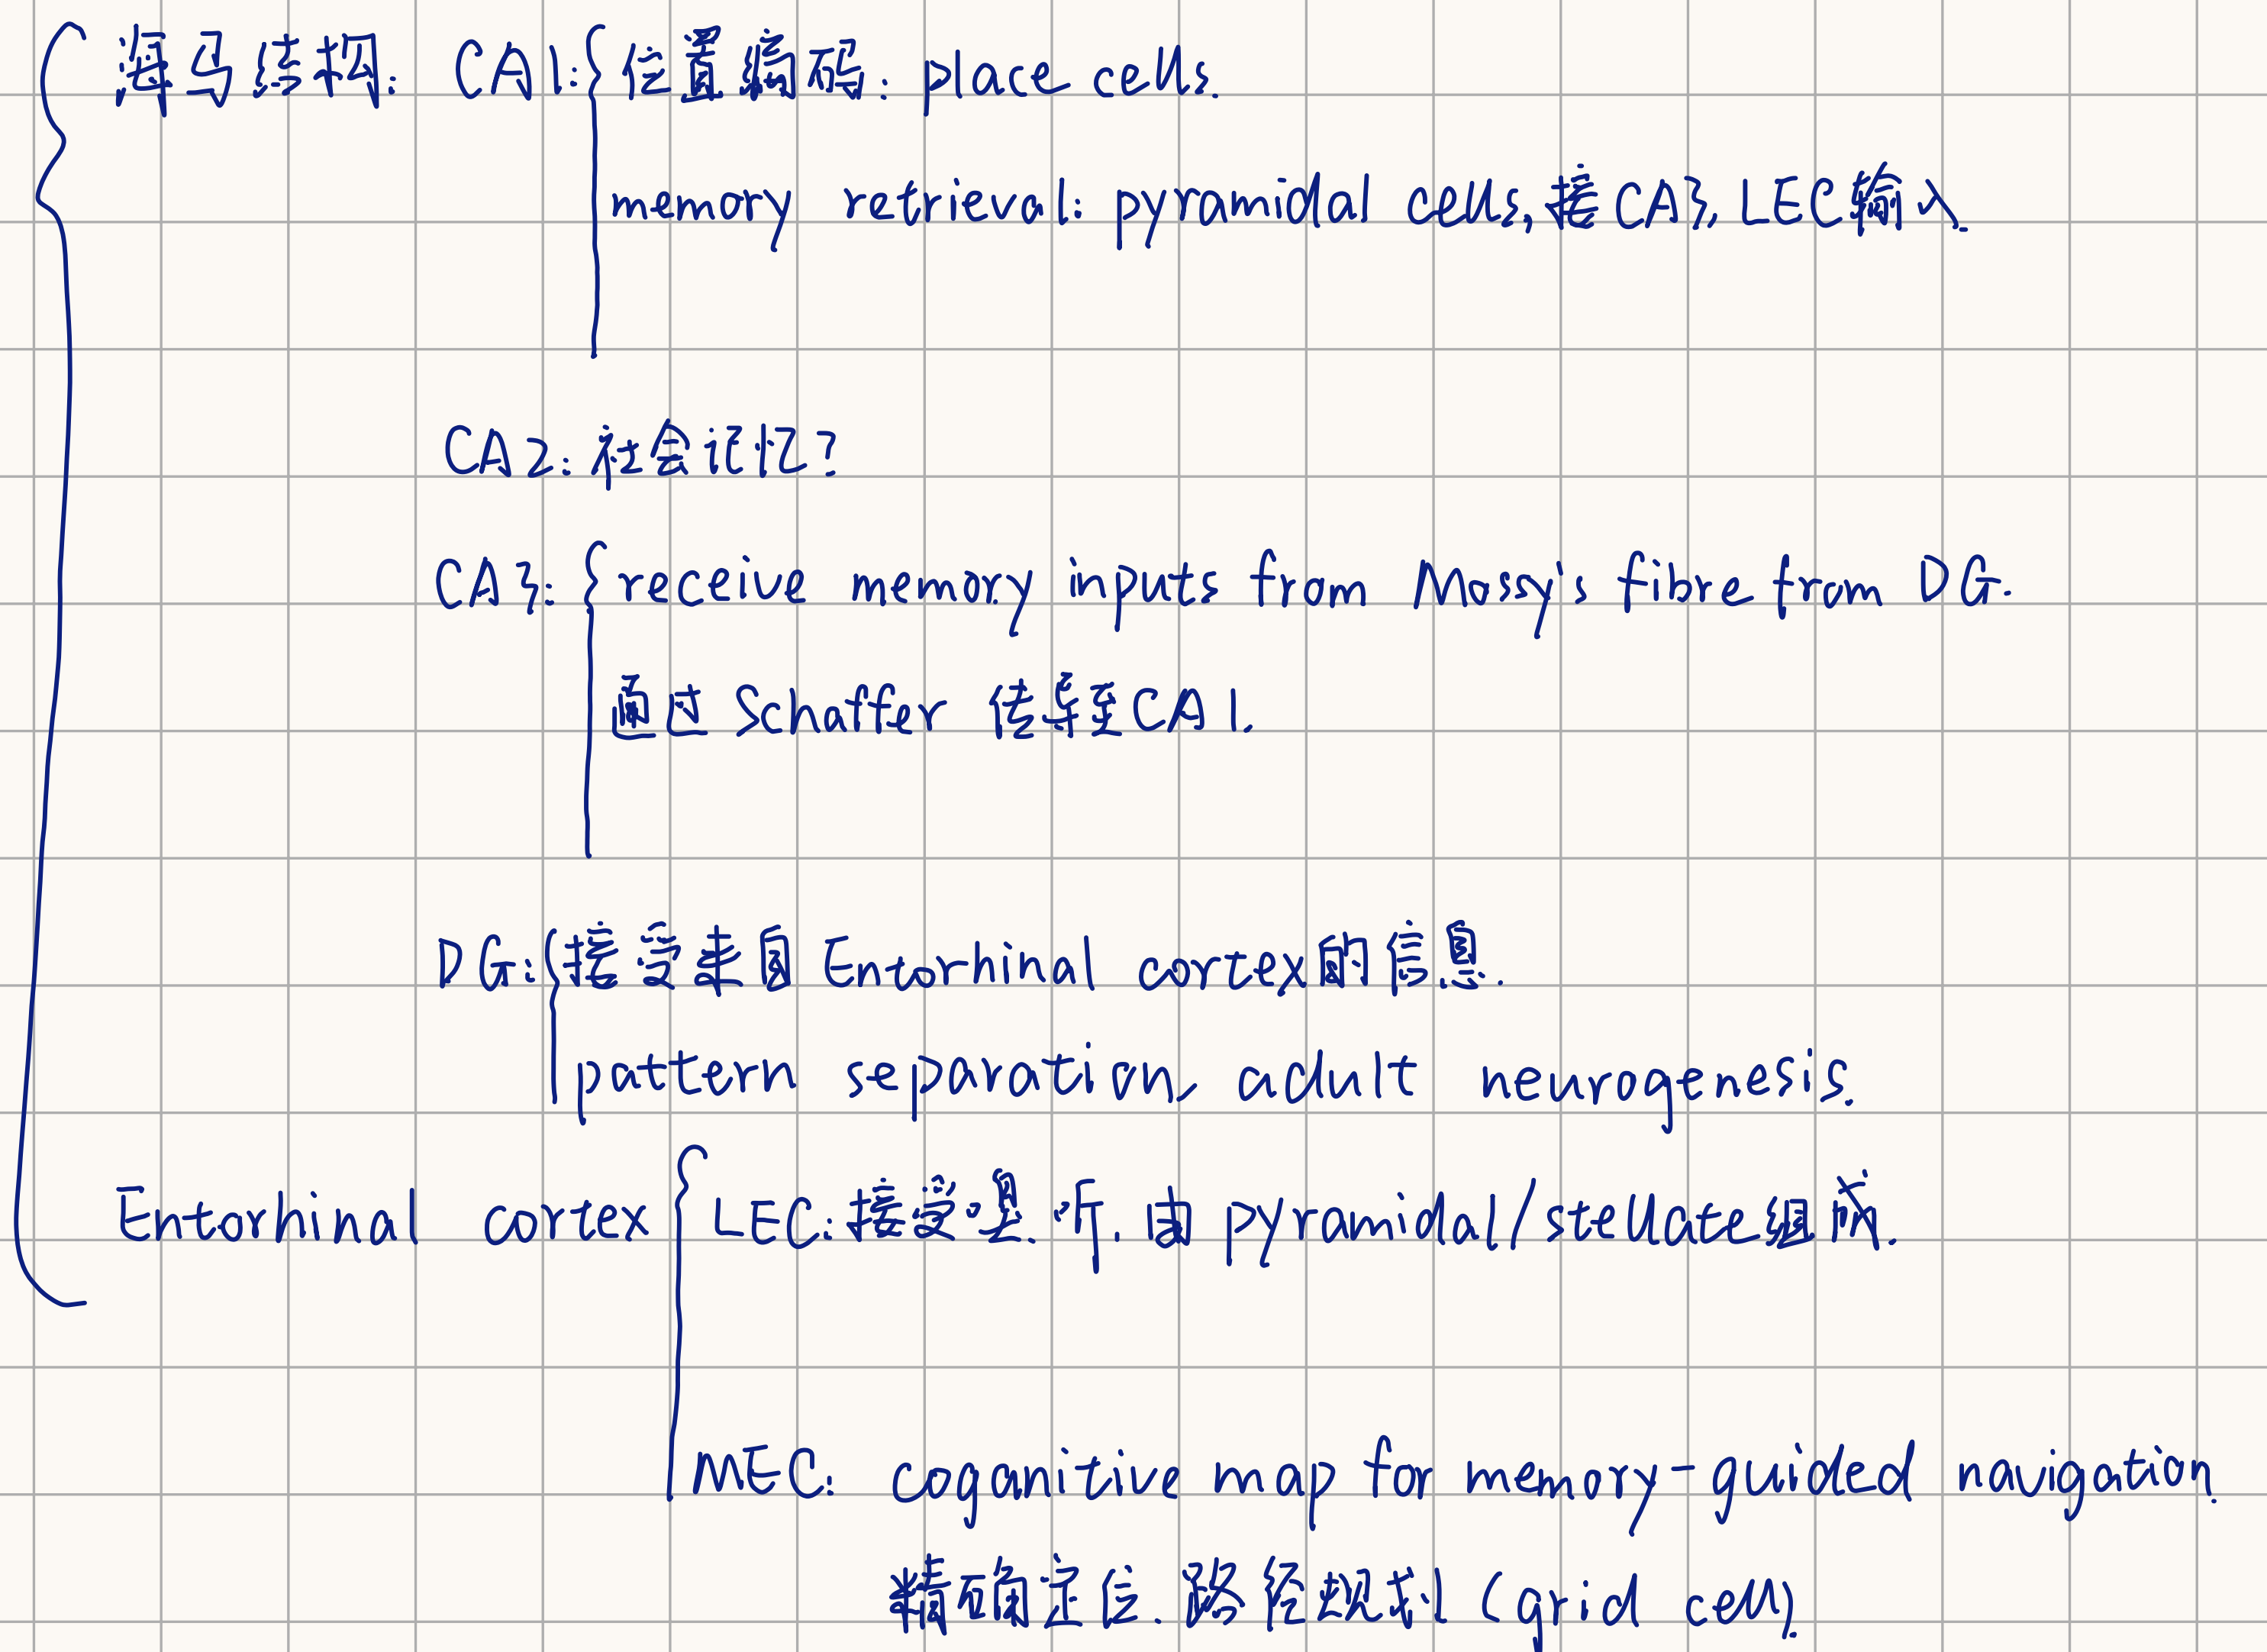 海马结构: CA1: 位置编码: place cells.
memory retrieval: pyramidal cells, 接CA3, LEC输入.
CA2: 社会记忆?
CA3: receive memory inputs from Mossy's fibre from DG.
通过 Schaffer 传导至CA1.
DG: 接受来自 Entorhinal cortex的信息.
pattern separation, adult neurogenesis.
Entorhinal cortex LEC: 接受嗅, 听. 由 pyramidal/stellate组成.
MEC: cognitive map for memory-guided navigation.
精确定位. 路径规划 (grid cell).